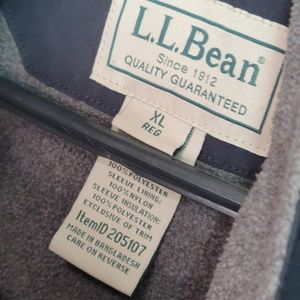 L.L.Bean
Since 1912
QUALITY GUARANTEED
XL
REG
100% POLYESTER
SLEEVE LINING:
100% NYLON
SLEEVE INSULATION:
100% POLYESTER
EXCLUSIVE OF TRIM
ItemID 205107
MADE IN BANGLADESH
CARE ON REVERSE